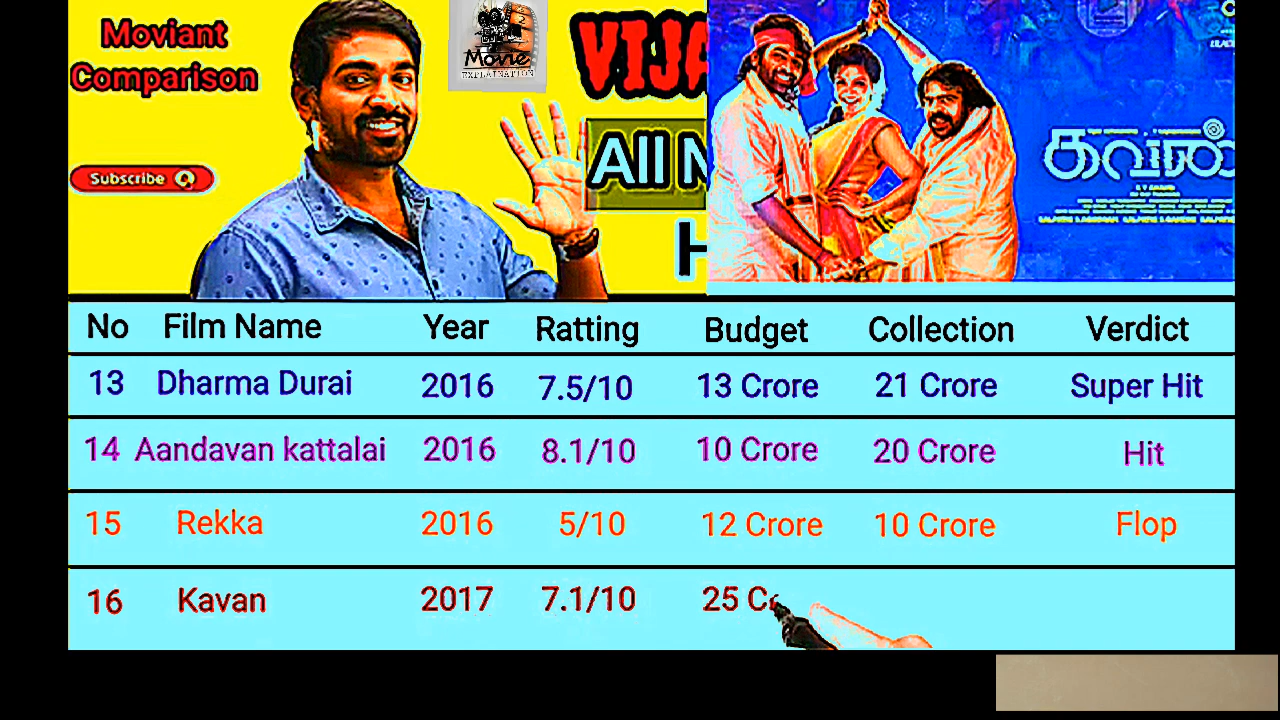 Moviant
Comparison
Subscribe
Movie
EXPLAINATION
VIJA
All M
H
கவண்
No Film Name Year Ratting Budget Collection Verdict
13 Dharma Durai 2016 7.5/10 13 Crore 21 Crore Super Hit
14 Aandavan kattalai 2016 8.1/10 10 Crore 20 Crore Hit
15 Rekka 2016 5/10 12 Crore 10 Crore Flop
16 Kavan 2017 7.1/10 25 Cr